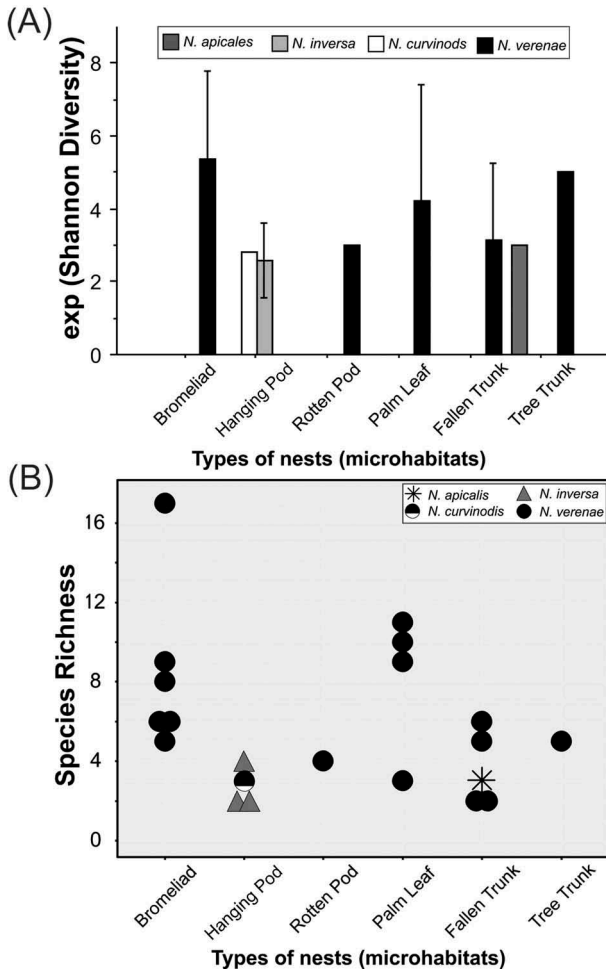 (A)
N. apicales N. inversa N. curvinods N. verenae
8
6
4
2
0
exp (Shannon Diversity)
Bromeliad Hanging Pod Rotten Pod Palm Leaf Fallen Trunk Tree Trunk
Types of nests (microhabitats)
(B)
N. apicalis N. inversa
N. curvinodis N. verenae
16
12
8
4
0
Species Richness
Bromeliad Hanging Pod Rotten Pod Palm Leaf Fallen Trunk Tree Trunk
Types of nests (microhabitats)